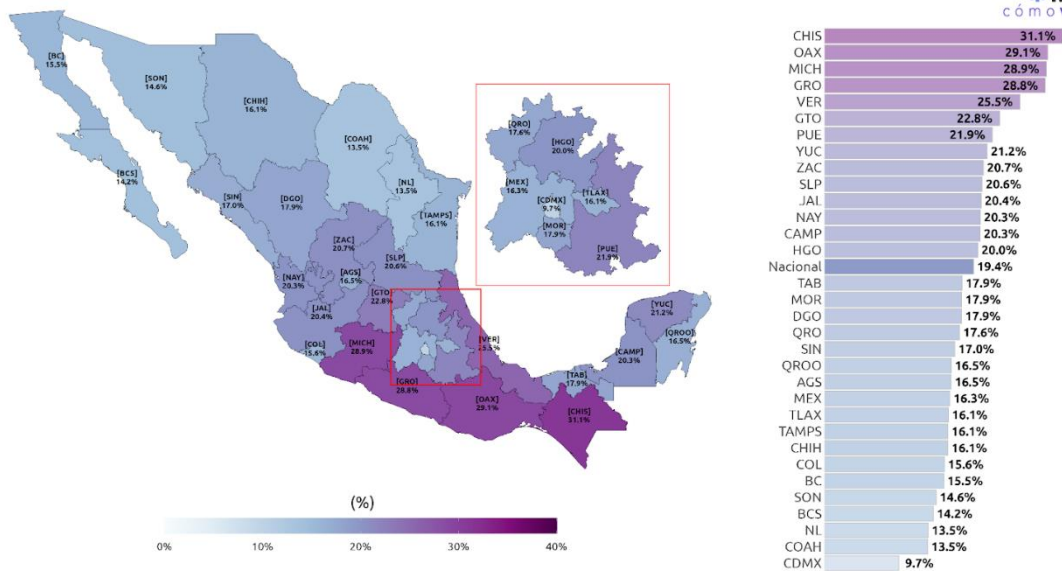 cómo
[BC]
15.5%
[SON]
14.6%
[CHIH]
16.1%
[COAH]
13.5%
[BCS]
14.2%
[NL]
13.5%
[SIN]
17.0%
[DGO]
17.9%
[TAMPS]
16.1%
[ZAC]
20.7%
[SLP]
20.6%
[AGS]
16.5%
[NAY]
20.3%
[GTO]
22.8%
[JAL]
20.4%
[COL]
15.6%
[MICH]
28.9%
[VER]
25.5%
[GRO]
28.8%
[OAX]
29.1%
[CHIS]
31.1%
[TAB]
17.9%
[CAMP]
20.3%
[YUC]
21.2%
[QROO]
16.5%
[QRO]
17.6%
[HGO]
20.0%
[MEX]
16.3%
[CDMX]
9.7%
[TLAX]
16.1%
[MOR]
17.9%
[PUE]
21.9%
(%)
0% 10% 20% 30% 40%
CHIS 31.1%
OAX 29.1%
MICH 28.9%
GRO 28.8%
VER 25.5%
GTO 22.8%
PUE 21.9%
YUC 21.2%
ZAC 20.7%
SLP 20.6%
JAL 20.4%
NAY 20.3%
CAMP 20.3%
HGO 20.0%
Nacional 19.4%
TAB 17.9%
MOR 17.9%
DGO 17.9%
QRO 17.6%
SIN 17.0%
QROO 16.5%
AGS 16.5%
MEX 16.3%
TLAX 16.1%
TAMPS 16.1%
CHIH 16.1%
COL 15.6%
BC 15.5%
SON 14.6%
BCS 14.2%
NL 13.5%
COAH 13.5%
CDMX 9.7%